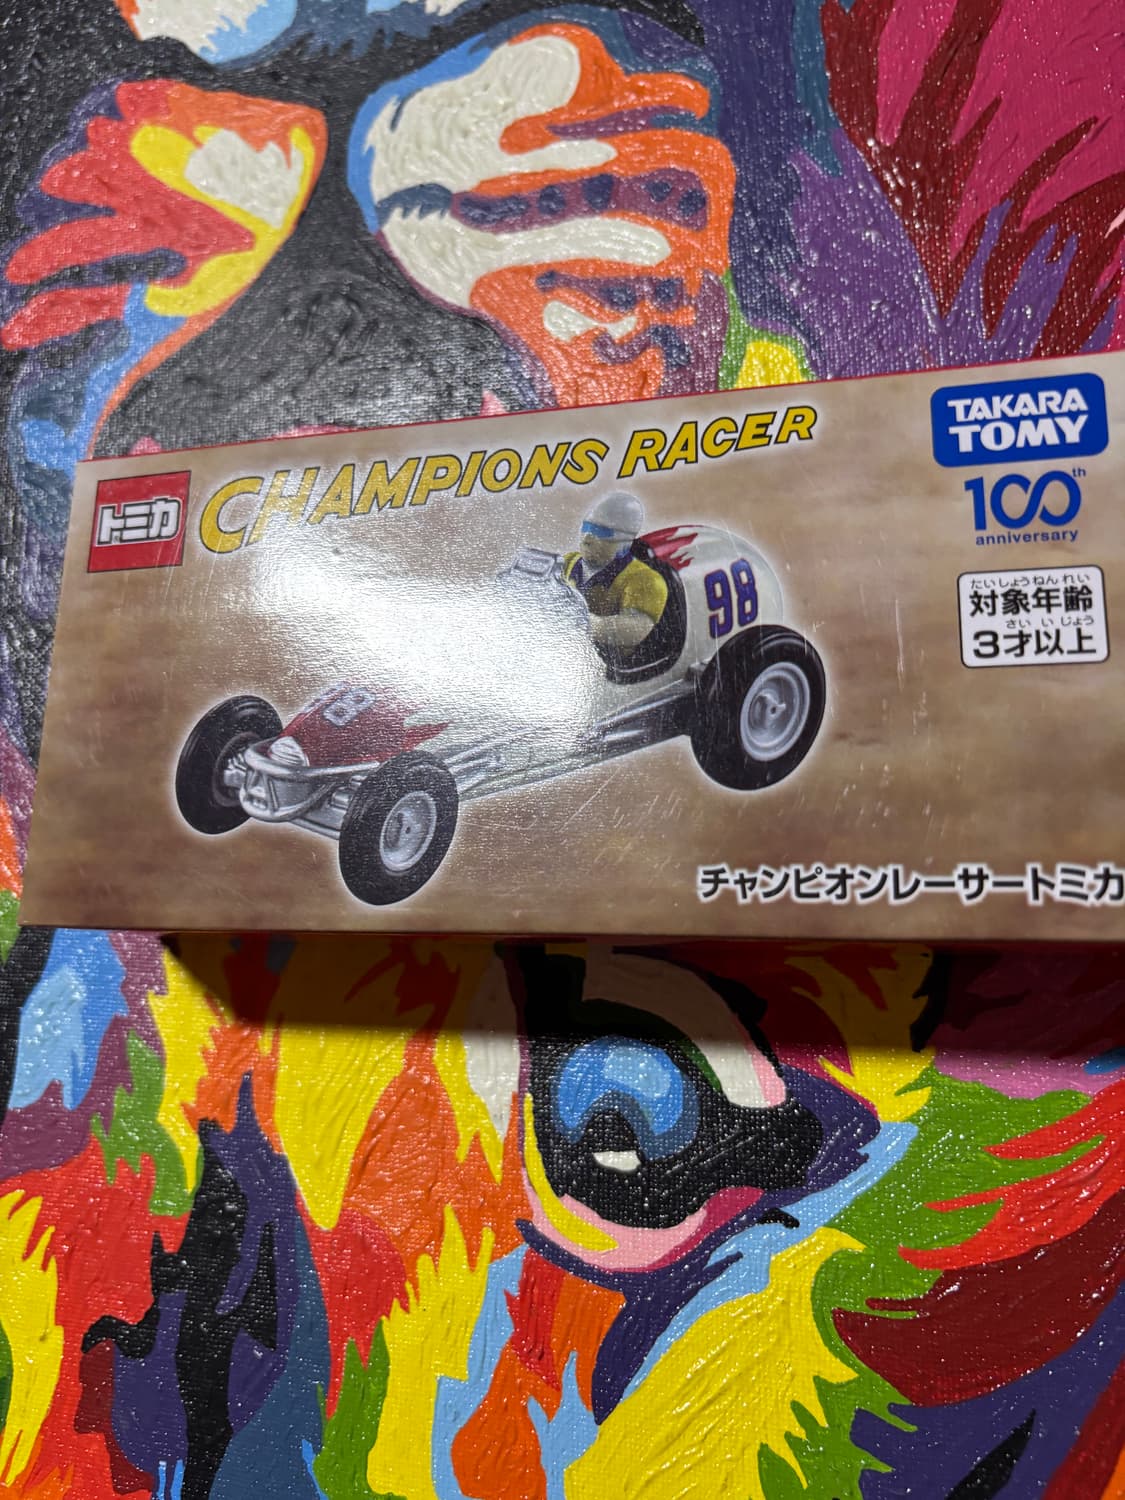 トミカ
CHAMPIONS RACER
TAKARA
TOMY
100th
anniversary
たいしょうねんれい
対象年齢
さい いじょう
3才以上
98
98
チャンピオンレーサートミカ